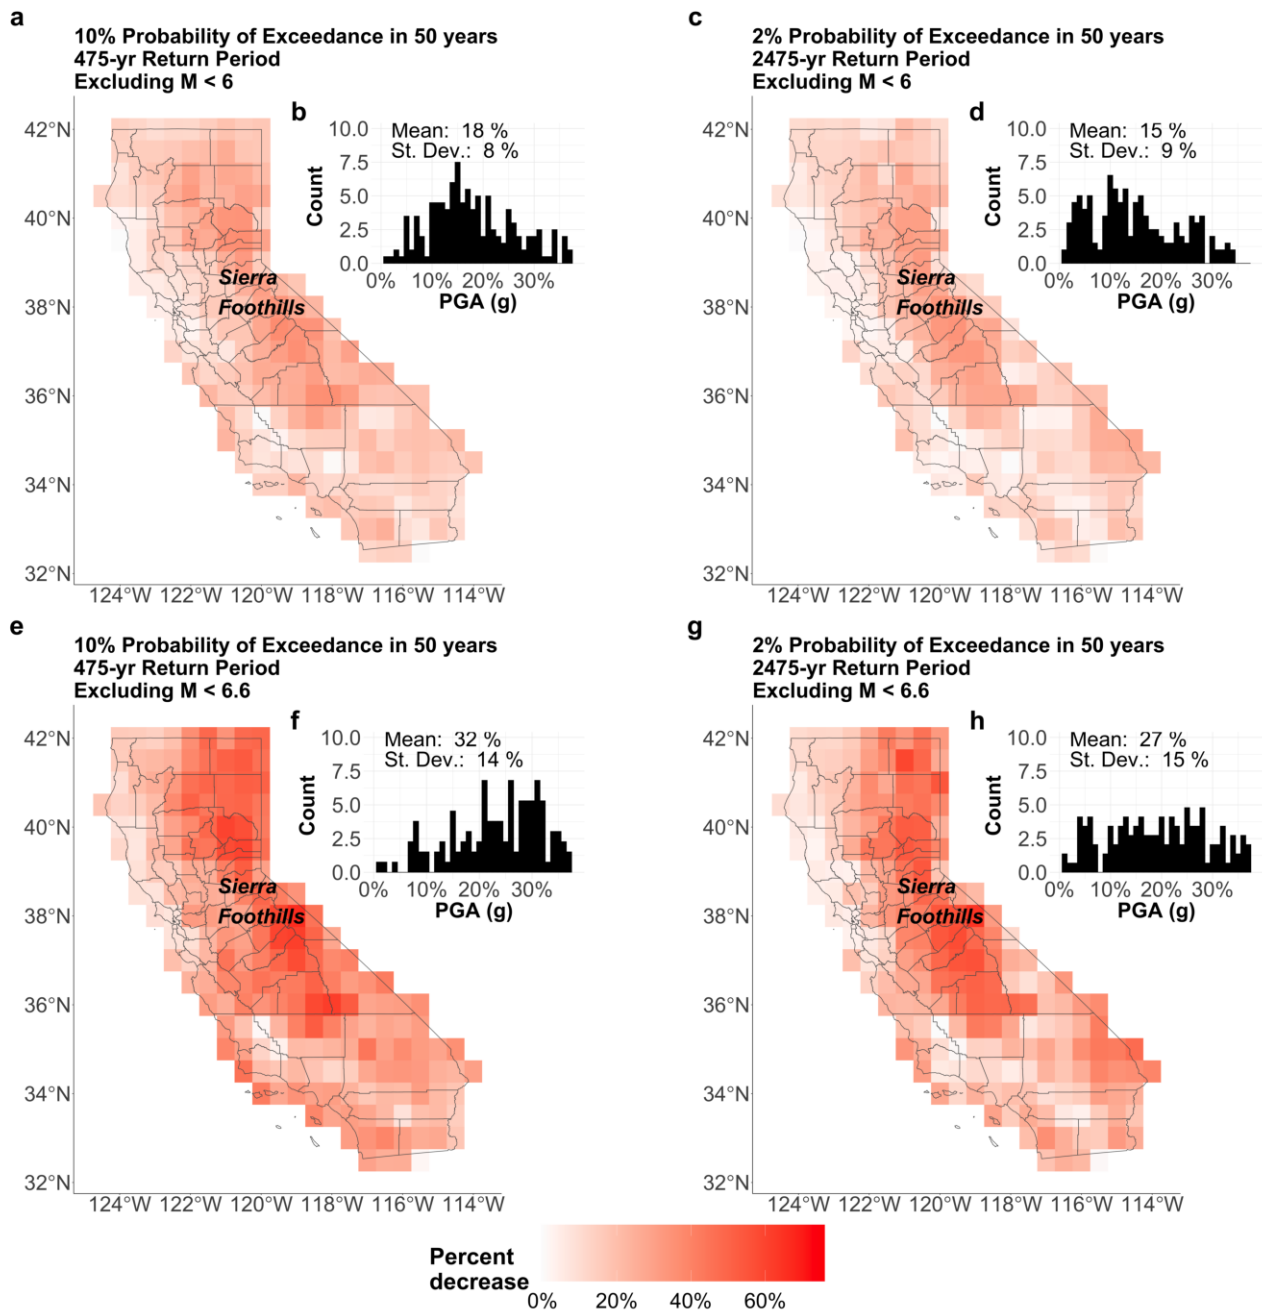 a
10% Probability of Exceedance in 50 years
475-yr Return Period
Excluding M < 6
b
Mean: 18 %
St. Dev.: 8 %
10.0
7.5
5.0
2.5
0.0
Count
0%
10%
20%
30%
PGA (g)
42°N
40°N
38°N
36°N
34°N
32°N
Sierra
Foothills
124°W
122°W
120°W
118°W
116°W
114°W
c
2% Probability of Exceedance in 50 years
2475-yr Return Period
Excluding M < 6
d
Mean: 15 %
St. Dev.: 9 %
10.0
7.5
5.0
2.5
0.0
Count
0%
10%
20%
30%
PGA (g)
42°N
40°N
38°N
36°N
34°N
32°N
Sierra
Foothills
124°W
122°W
120°W
118°W
116°W
114°W
e
10% Probability of Exceedance in 50 years
475-yr Return Period
Excluding M < 6.6
f
Mean: 32 %
St. Dev.: 14 %
10.0
7.5
5.0
2.5
0.0
Count
0%
10%
20%
30%
PGA (g)
42°N
40°N
38°N
36°N
34°N
32°N
Sierra
Foothills
124°W
122°W
120°W
118°W
116°W
114°W
g
2% Probability of Exceedance in 50 years
2475-yr Return Period
Excluding M < 6.6
h
Mean: 27 %
St. Dev.: 15 %
10.0
7.5
5.0
2.5
0.0
Count
0%
10%
20%
30%
PGA (g)
42°N
40°N
38°N
36°N
34°N
32°N
Sierra
Foothills
124°W
122°W
120°W
118°W
116°W
114°W
Percent
decrease
0%
20%
40%
60%